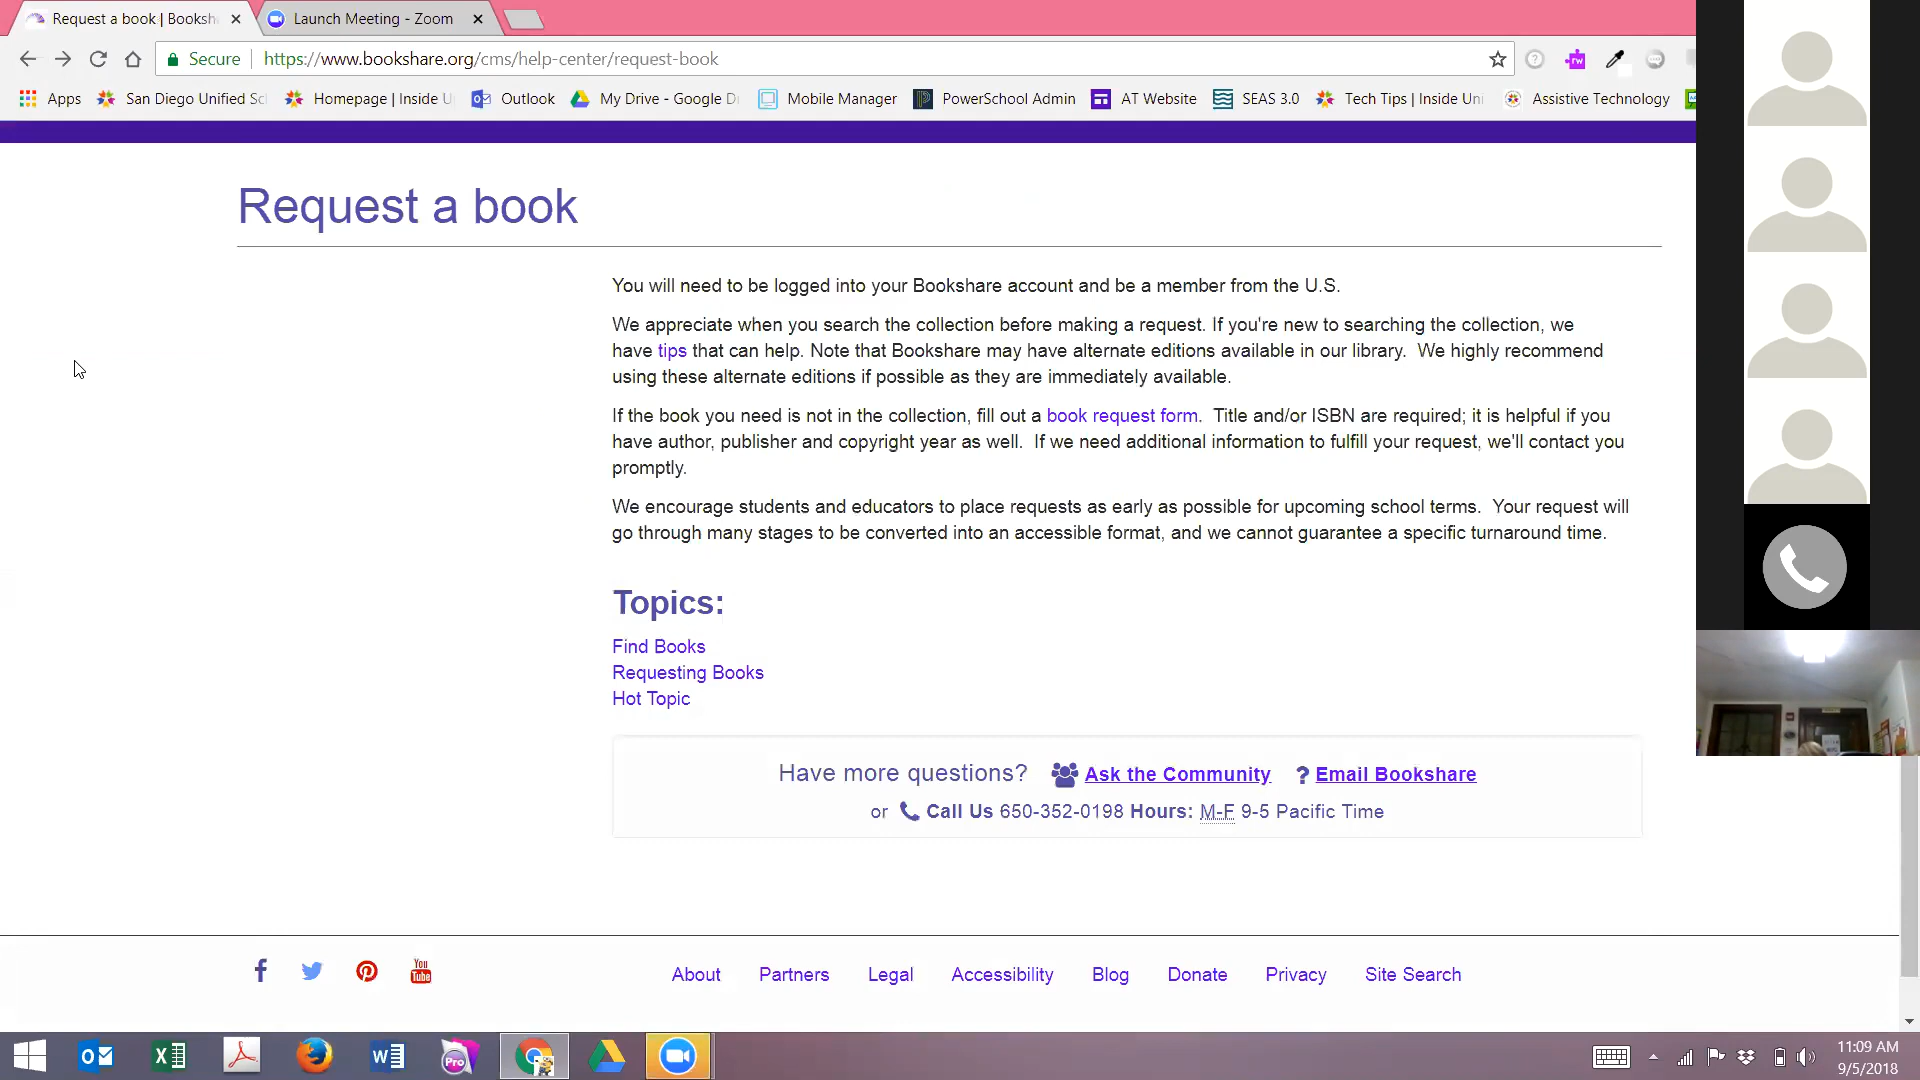 Request a book | Booksh
Launch Meeting - Zoom
Secure
https://www.bookshare.org/cms/help-center/request-book
Apps
San Diego Unified Sc
Homepage | Inside U
Outlook
My Drive - Google D
Mobile Manager
PowerSchool Admin
AT Website
SEAS 3.0
Tech Tips | Inside Uni
Assistive Technology
Request a book
You will need to be logged into your Bookshare account and be a member from the U.S.
We appreciate when you search the collection before making a request. If you're new to searching the collection, we
have tips that can help. Note that Bookshare may have alternate editions available in our library. We highly recommend
using these alternate editions if possible as they are immediately available.
If the book you need is not in the collection, fill out a book request form. Title and/or ISBN are required; it is helpful if you
have author, publisher and copyright year as well. If we need additional information to fulfill your request, we'll contact you
promptly.
We encourage students and educators to place requests as early as possible for upcoming school terms. Your request will
go through many stages to be converted into an accessible format, and we cannot guarantee a specific turnaround time.
Topics:
Find Books
Requesting Books
Hot Topic
Have more questions? Ask the Community ? Email Bookshare
or Call Us 650-352-0198 Hours: M-F 9-5 Pacific Time
You Tube
About Partners Legal Accessibility Blog Donate Privacy Site Search
11:09 AM
9/5/2018